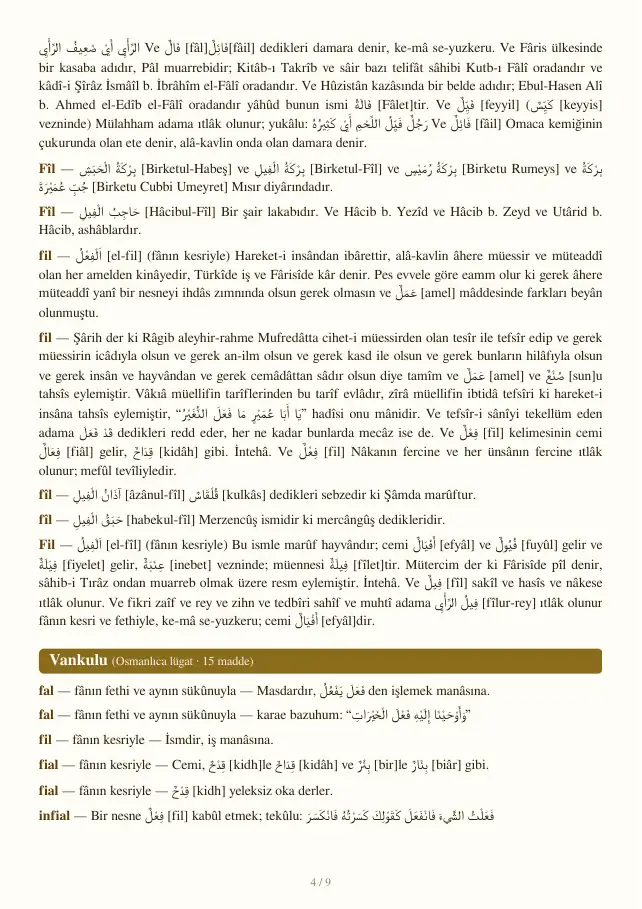 الرَّأْيِ أَيْ ضَعِيفُ الرَّأْيِ Ve فَالٌ [fâl]فَائِلٌ[fâil] dedikleri damara denir, ke-mâ se-yuzkeru. Ve Fâris ülkesinde
bir kasaba adıdır, Pâl muarrebidir; Kitâb-ı Takrîb ve sâir bazı telifât sâhibi Kutb-ı Fâlî oradandır ve
kâdî-i Şîrâz İsmâîl b. İbrâhîm el-Fâlî oradandır. Ve Hûzistân kazâsında bir belde adıdır; Ebul-Hasen Alî
b. Ahmed el-Edîb el-Fâlî oradandır yâhûd bunun ismi فَالَةُ [Fâlet]tir. Ve فَيِّلٌ [feyyil] (كَيِّسٌ [keyyis]
vezninde) Mülahham adama ıtlâk olunur; yukâlu: رَجُلٌ فَيِّلُ اللَّحْمِ أَيْ كَثِيرُهُ Ve فَائِلٌ [fâil] Omaca kemiğinin
çukurunda olan ete denir, alâ-kavlin onda olan damara denir.
Fîl — بِرْكَةُ الْحَبَشِ [Birketul-Habeş] ve بِرْكَةُ الْفِيلِ [Birketul-Fîl] ve بِرْكَةُ رُمَيْسٍ [Birketu Rumeys] ve بِرْكَةُ
جُبِّ عُمَيْرَةَ [Birketu Cubbi Umeyret] Mısır diyârındadır.
Fîl — حَاجِبُ الْفِيلِ [Hâcibul-Fîl] Bir şair lakabıdır. Ve Hâcib b. Yezîd ve Hâcib b. Zeyd ve Utârid b.
Hâcib, ashâblardır.
fil — اَلْفِعْلُ [el-fil] (fânın kesriyle) Hareket-i insândan ibârettir, alâ-kavlin âhere müessir ve müteaddî
olan her amelden kinâyedir, Türkîde iş ve Fârisîde kâr denir. Pes evvele göre eamm olur ki gerek âhere
müteaddî yanî bir nesneyi ihdâs zımnında olsun gerek olmasın ve عَمَلٌ [amel] mâddesinde farkları beyân
olunmuştu.
fil — Şârih der ki Râgib aleyhir-rahme Mufredâtta cihet-i müessirden olan tesîr ile tefsîr edip ve gerek
müessirin icâdıyla olsun ve gerek an-ilm olsun ve gerek kasd ile olsun ve gerek bunların hilâfıyla olsun
ve gerek insân ve hayvândan ve gerek cemâdâttan sâdır olsun diye tamîm ve عَمَلٌ [amel] ve صُنْعٌ [sun]u
tahsîs eylemiştir. Vâkıâ müellifin tarîflerinden bu tarîf evlâdır, zîrâ müellifin ibtidâ tefsîri ki hareket-i
insâna tahsîs eylemiştir, “يَا أَبَا عُمَيْرٍ مَا فَعَلَ النُّغَيْرُ” hadîsi onu mânidir. Ve tefsîr-i sânîyi tekellüm eden
adama قَدْ فَعَلَ dedikleri redd eder, her ne kadar bunlarda mecâz ise de. Ve فِعْلٌ [fil] kelimesinin cemi
فِعَالٌ [fiâl] gelir, قِدَاحٌ [kidâh] gibi. İntehâ. Ve فِعْلٌ [fil] Nâkanın fercine ve her ünsânın fercine ıtlâk
olunur; mefûl tevîliyledir.
fîl — آذَانُ الْفِيلِ [âzânul-fîl] قُلْقَاسٌ [kulkâs] dedikleri sebzedir ki Şâmda marûftur.
fîl — حَبَقُ الْفِيلِ [habekul-fîl] Merzencûş ismidir ki mercângûş dedikleridir.
Fîl — اَلْفِيلُ [el-fîl] (fânın kesriyle) Bu ismle marûf hayvândır; cemi أَفْيَالٌ [efyâl] ve فُيُولٌ [fuyûl] gelir ve
فِيَلَةٌ [fiyelet] gelir, عِنَبَةٌ [inebet] vezninde; müennesi فِيلَةٌ [fîlet]tir. Mütercim der ki Fârisîde pîl denir,
sâhib-i Tırâz ondan muarreb olmak üzere resm eylemiştir. İntehâ. Ve فِيلٌ [fîl] sakîl ve hasîs ve nâkese
ıtlâk olunur. Ve fikri zaîf ve rey ve zihn ve tedbîri sahîf ve muhtî adama فِيلُ الرَّأْيِ [fîlur-rey] ıtlâk olunur
fânın kesri ve fethiyle, ke-mâ se-yuzkeru; cemi أَفْيَالٌ [efyâl]dir.
Vankulu (Osmanlıca lügat · 15 madde)
fal — fânın fethi ve aynın sükûnuyla — Masdardır, فَعَلَ يَفْعُلُ den işlemek manâsına.
fal — fânın fethi ve aynın sükûnuyla — karae bazuhum: “وَأَوْحَيْنَا إِلَيْهِ فَعْلَ الْخَيْرَاتِ”
fil — fânın kesriyle — İsmdir, iş manâsına.
fial — fânın kesriyle — Cemi, قِدْحٌ [kidh]le قِدَاحٌ [kıdâh] ve بِئْرٌ [bir]le بِئَارٌ [biâr] gibi.
fial — fânın kesriyle — قِدْحٌ [kidh] yeleksiz oka derler.
infial — Bir nesne فِعْلٌ [fil] kabûl etmek; tekûlu: فَعَلْتُ الشَّيْءَ فَانْفَعَلَ كَقَوْلِكَ كَسَرْتُهُ فَانْكَسَرَ
4 / 9